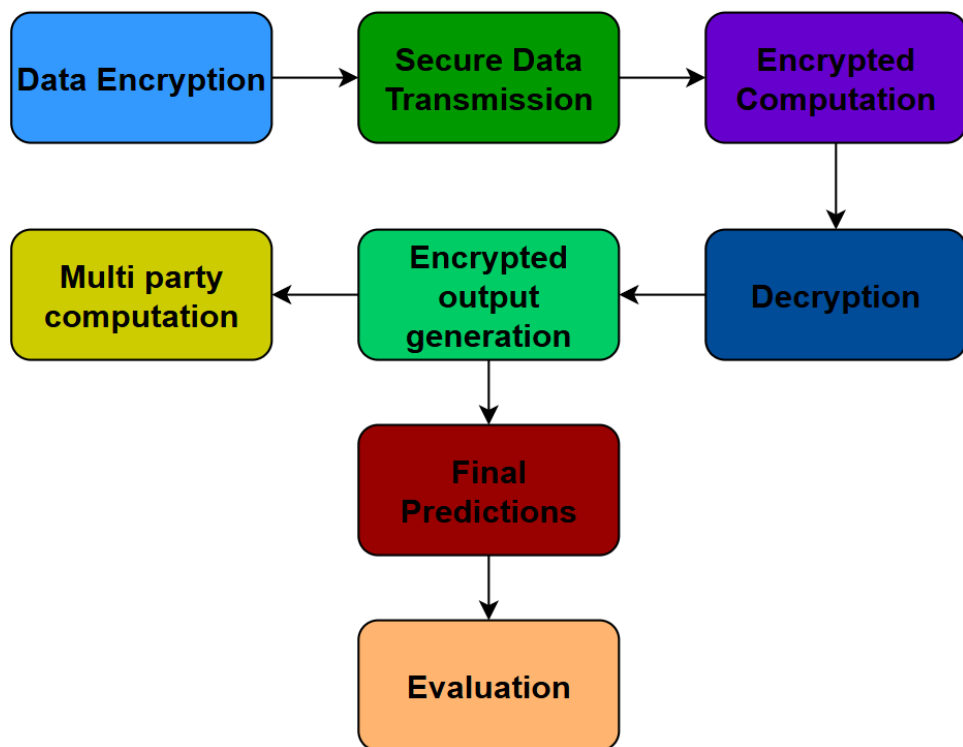 Data Encryption
Secure Data
Transmission
Encrypted
Computation
Multi party
computation
Encrypted
output
generation
Decryption
Final
Predictions
Evaluation